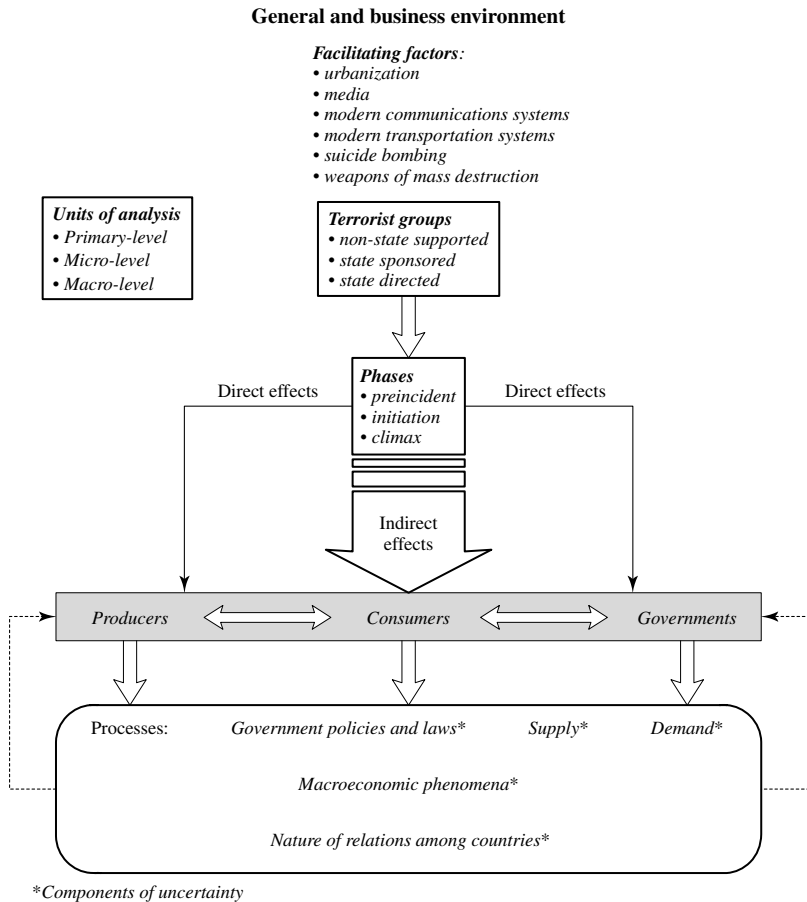 General and business environment
Facilitating factors:
• urbanization
• media
• modern communications systems
• modern transportation systems
• suicide bombing
• weapons of mass destruction
Units of analysis
• Primary-level
• Micro-level
• Macro-level
Terrorist groups
• non-state supported
• state sponsored
• state directed
Phases
• preincident
• initiation
• climax
Direct effects
Direct effects
Indirect
effects
Producers
Consumers
Governments
Processes:
Government policies and laws*
Supply*
Demand*
Macroeconomic phenomena*
Nature of relations among countries*
*Components of uncertainty